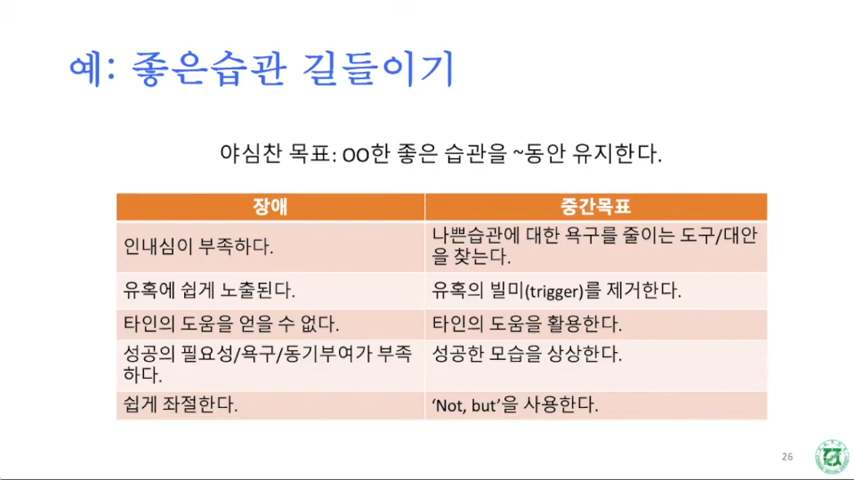 예: 좋은습관 길들이기
야심찬 목표: OO한 좋은 습관을 ~동안 유지한다.
장애
중간목표
인내심이 부족하다.
나쁜습관에 대한 욕구를 줄이는 도구/대안
을 찾는다.
유혹에 쉽게 노출된다.
유혹의 빌미(trigger)를 제거한다.
타인의 도움을 얻을 수 없다.
타인의 도움을 활용한다.
성공의 필요성/욕구/동기부여가 부족
하다.
성공한 모습을 상상한다.
쉽게 좌절한다.
‘Not, but’을 사용한다.
26